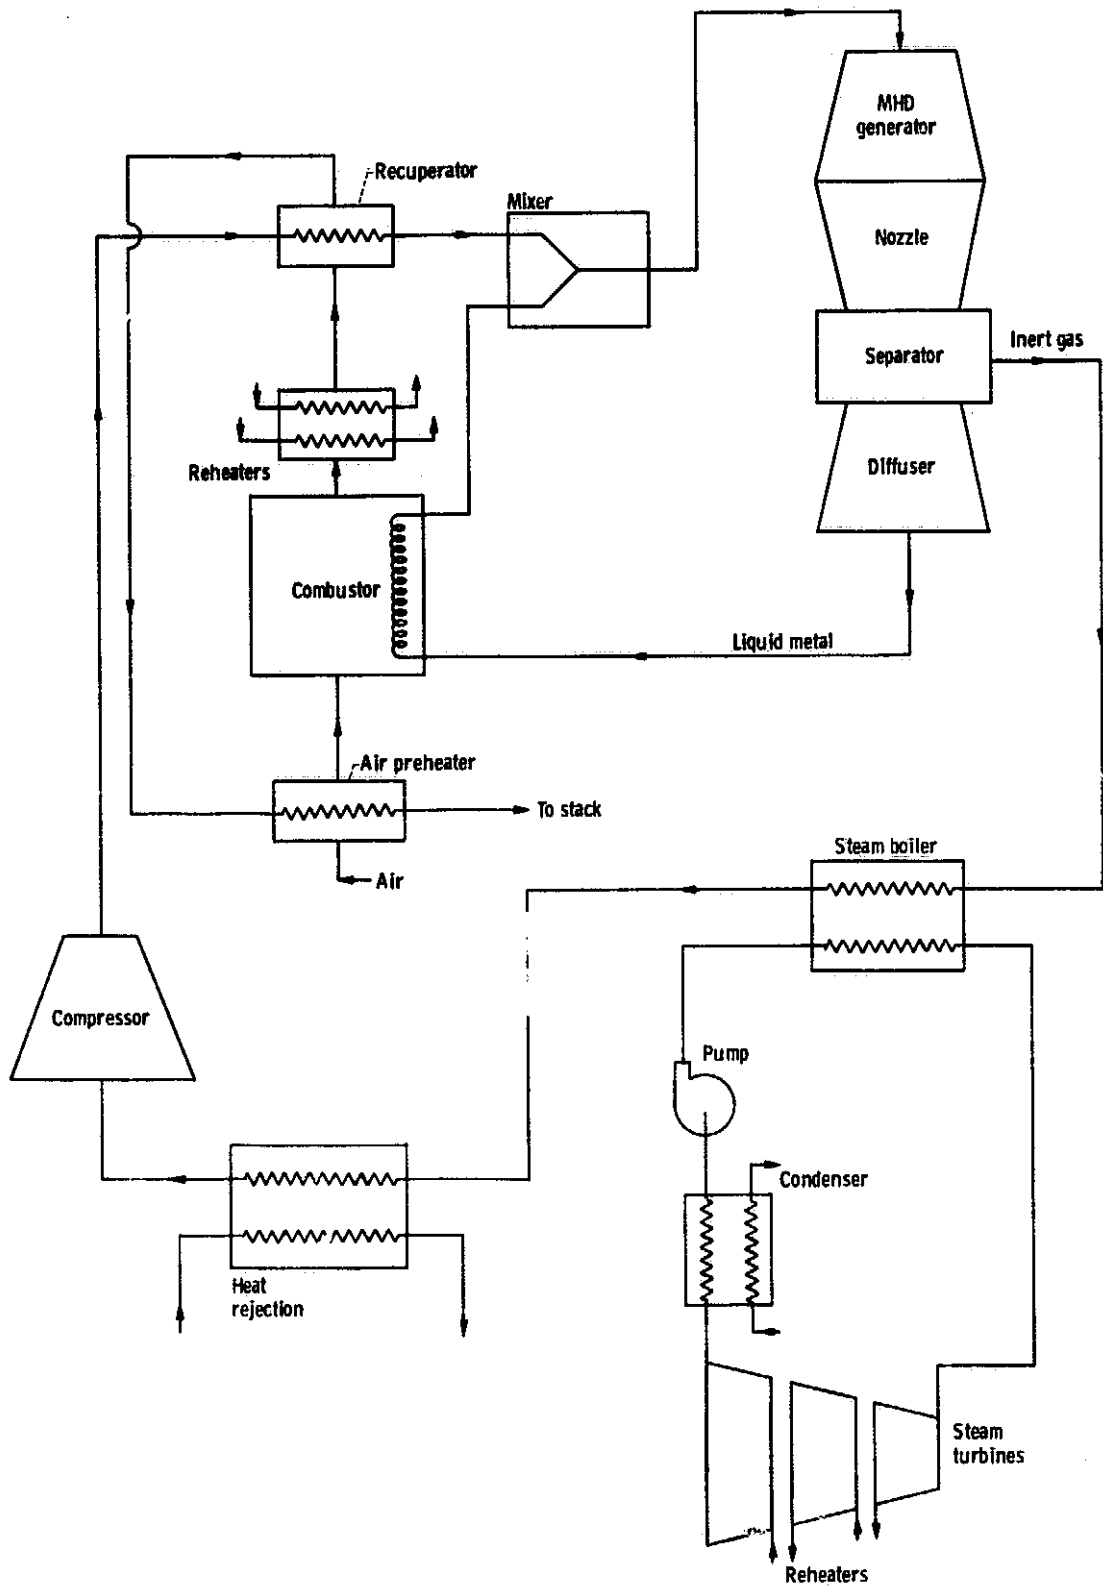 MHD
generator
Recuperator
Mixer
Nozzle
Separator
Inert gas
Reheaters
Diffuser
Combustor
Liquid metal
Air preheater
To stack
Air
Steam boiler
Compressor
Pump
Condenser
Heat
rejection
Steam
turbines
Reheaters